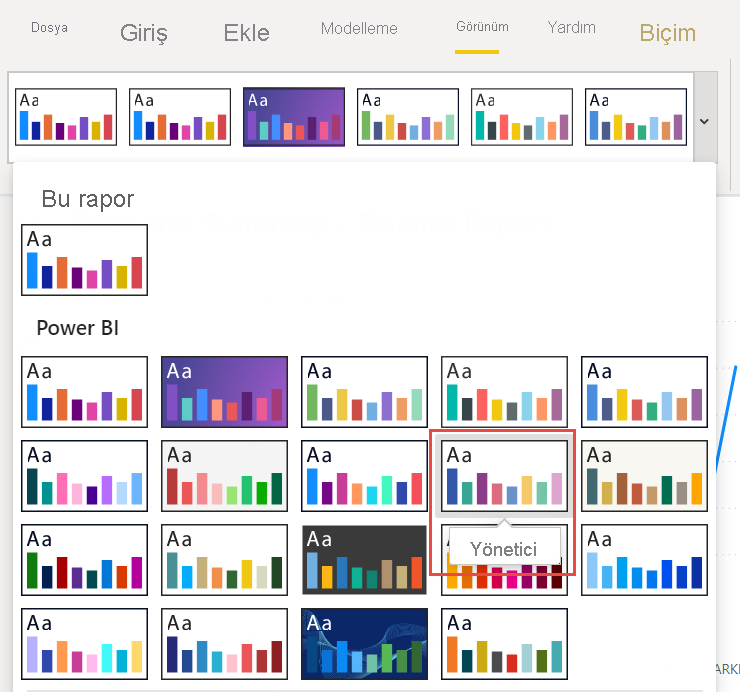 Dosya Giriş Ekle Modelleme Görünüm Yardım Biçim
Aa Aa Aa Aa Aa Aa
Bu rapor
Aa
Power BI
Aa Aa Aa Aa Aa
Aa Aa Aa Aa Aa
Aa Aa Aa Aa
Yönetici
Aa Aa Aa Aa